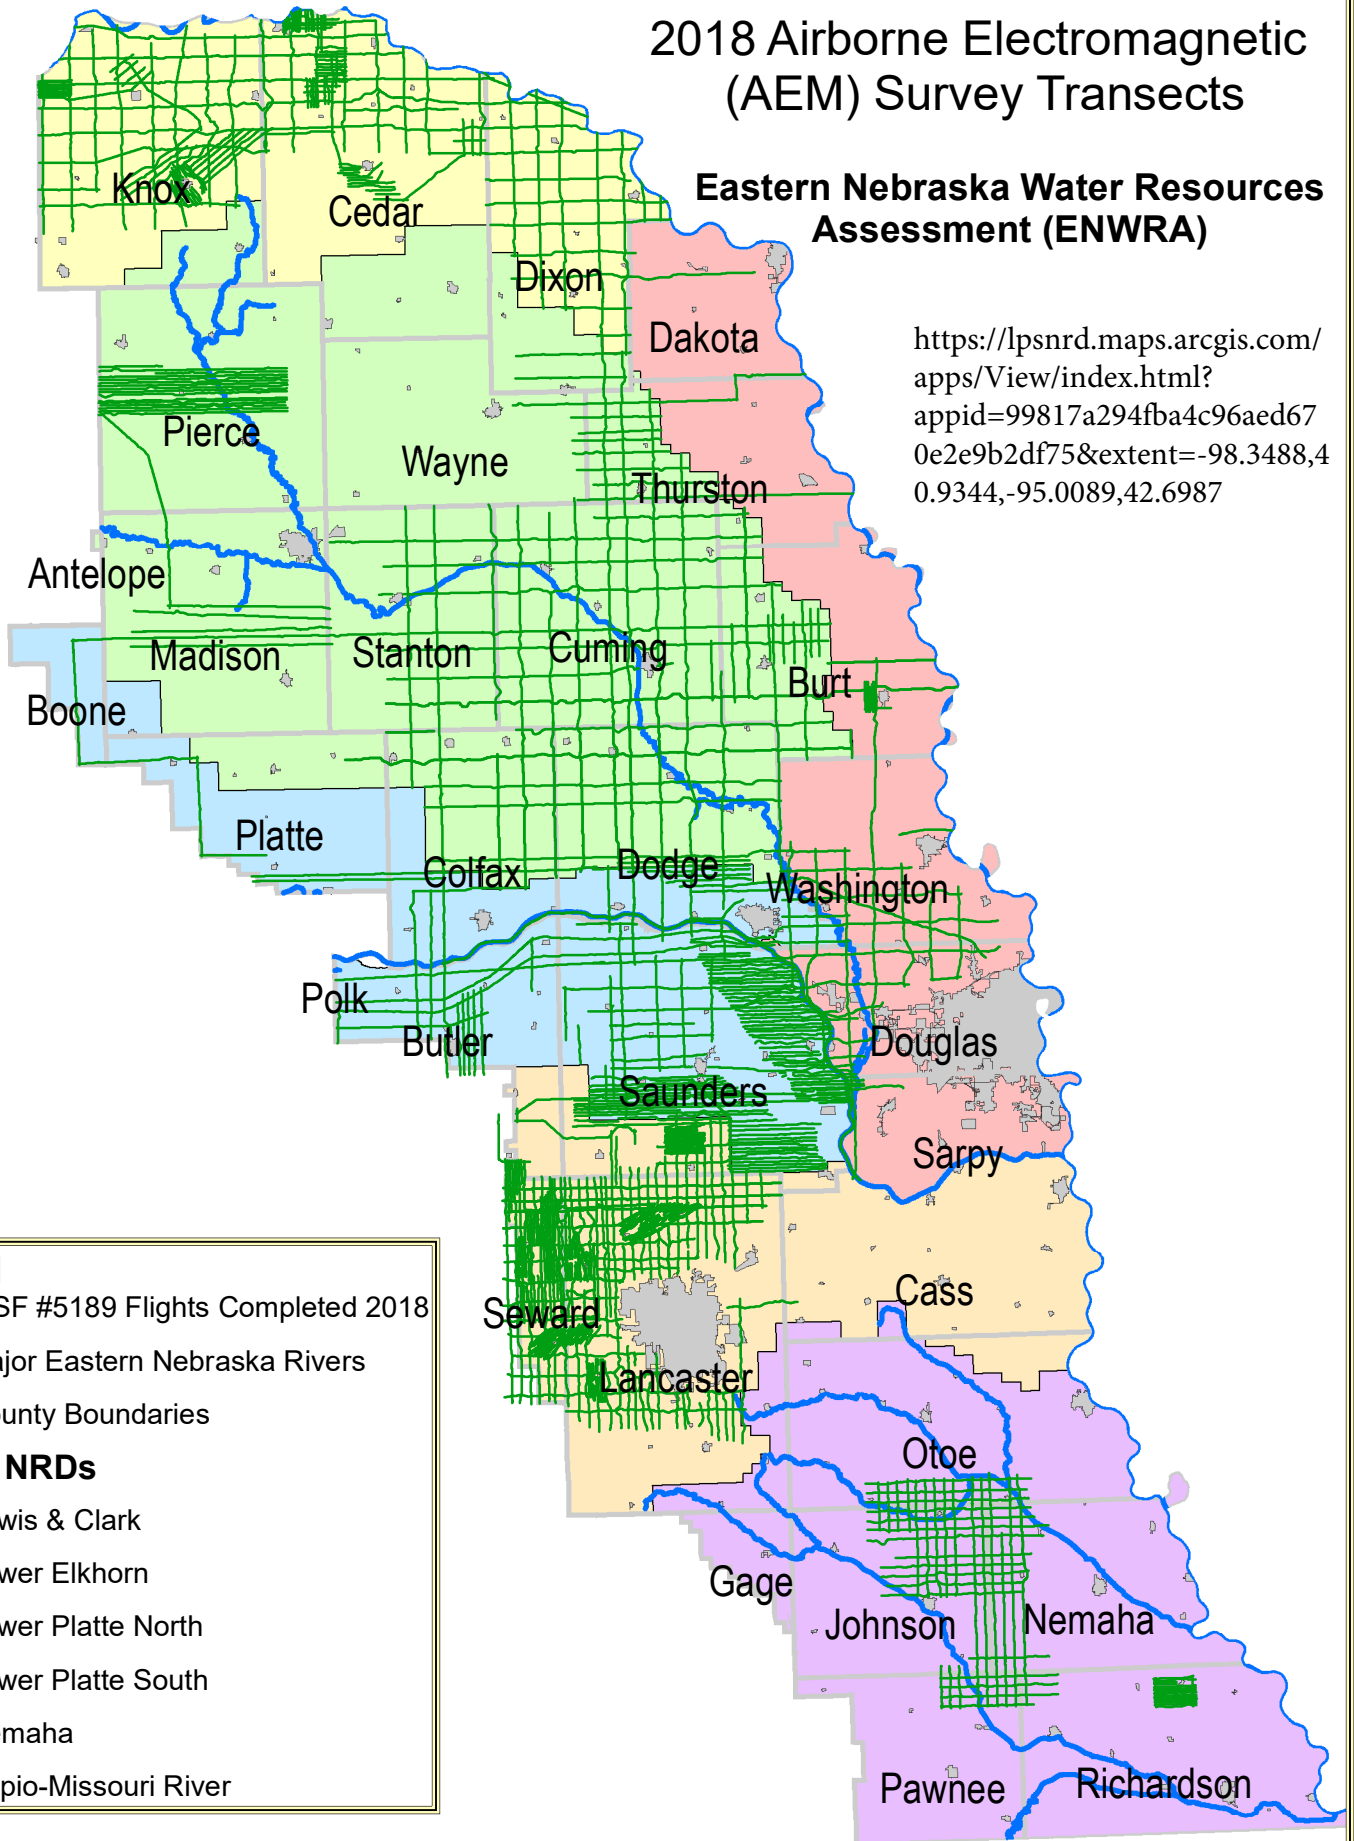 2018 Airborne Electromagnetic
(AEM) Survey Transects
Eastern Nebraska Water Resources
Assessment (ENWRA)
https://lpsnrd.maps.arcgis.com/
apps/View/index.html?
appid=99817a294fba4c96aed67
0e2e9b2df75&extent=-98.3488,4
0.9344,-95.0089,42.6987
Knox
Cedar
Dixon
Dakota
Pierce
Wayne
Thurston
Antelope
Madison
Stanton
Cuming
Burt
Boone
Platte
Colfax
Dodge
Washington
Polk
Butler
Douglas
Saunders
Sarpy
Seward
Cass
Lancaster
Otoe
Gage
Johnson
Nemaha
Pawnee
Richardson
SF #5189 Flights Completed 2018
ajor Eastern Nebraska Rivers
ounty Boundaries
NRDs
wis & Clark
wer Elkhorn
wer Platte North
wer Platte South
emaha
pio-Missouri River